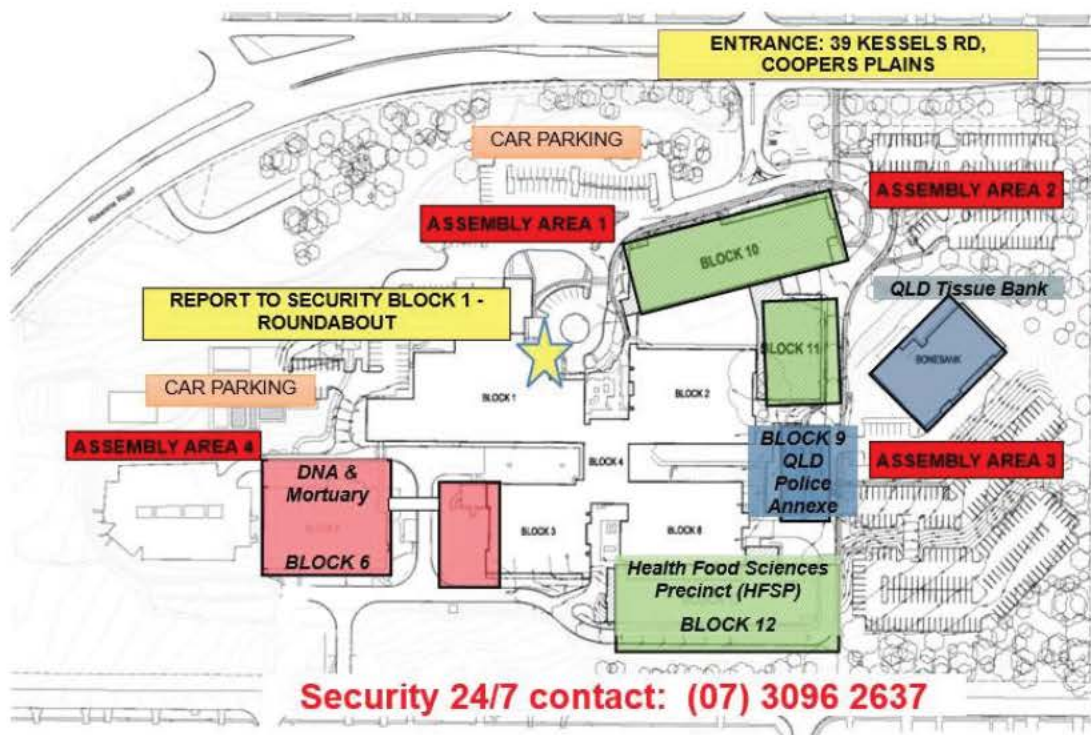 ENTRANCE: 39 KESSELS RD,
COOPERS PLAINS
CAR PARKING
ASSEMBLY AREA 1
ASSEMBLY AREA 2
BLOCK 10
REPORT TO SECURITY BLOCK 1 -
ROUNDABOUT
QLD Tissue Bank
BLOCK 11
BONEBANK
CAR PARKING
BLOCK 1
BLOCK 2
ASSEMBLY AREA 4
BLOCK 4
BLOCK 9
QLD
Police
Annexe
ASSEMBLY AREA 3
DNA &
Mortuary
BLOCK 6
BLOCK 3
Health Food Sciences
Precinct (HFSP)
BLOCK 12
Security 24/7 contact: (07) 3096 2637